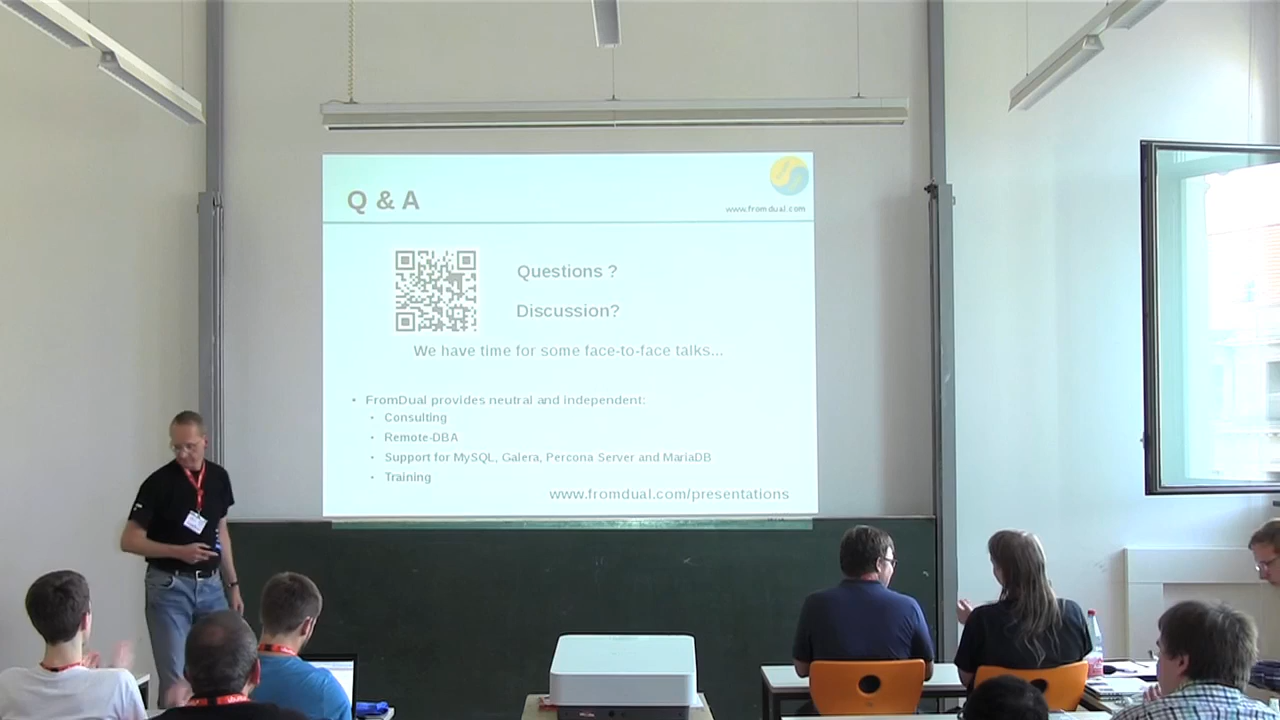 Q & A
www.fromdual.com
Questions ?
Discussion?
We have time for some face-to-face talks...
• FromDual provides neutral and independent:
• Consulting
• Remote-DBA
• Support for MySQL, Galera, Percona Server and MariaDB
• Training
www.fromdual.com/presentations